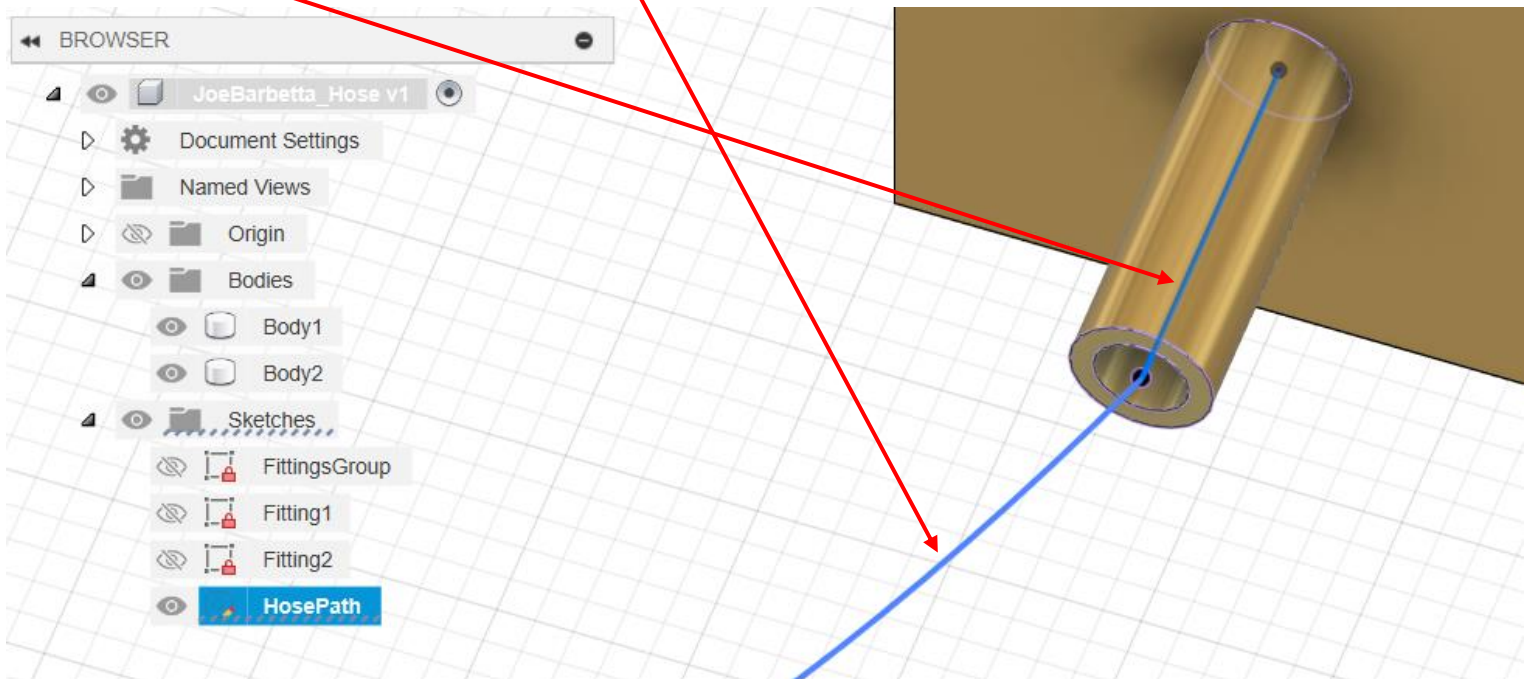 BROWSER
JoeBarbetta_Hose v1
Document Settings
Named Views
Origin
Bodies
Body1
Body2
Sketches
FittingsGroup
Fitting1
Fitting2
HosePath